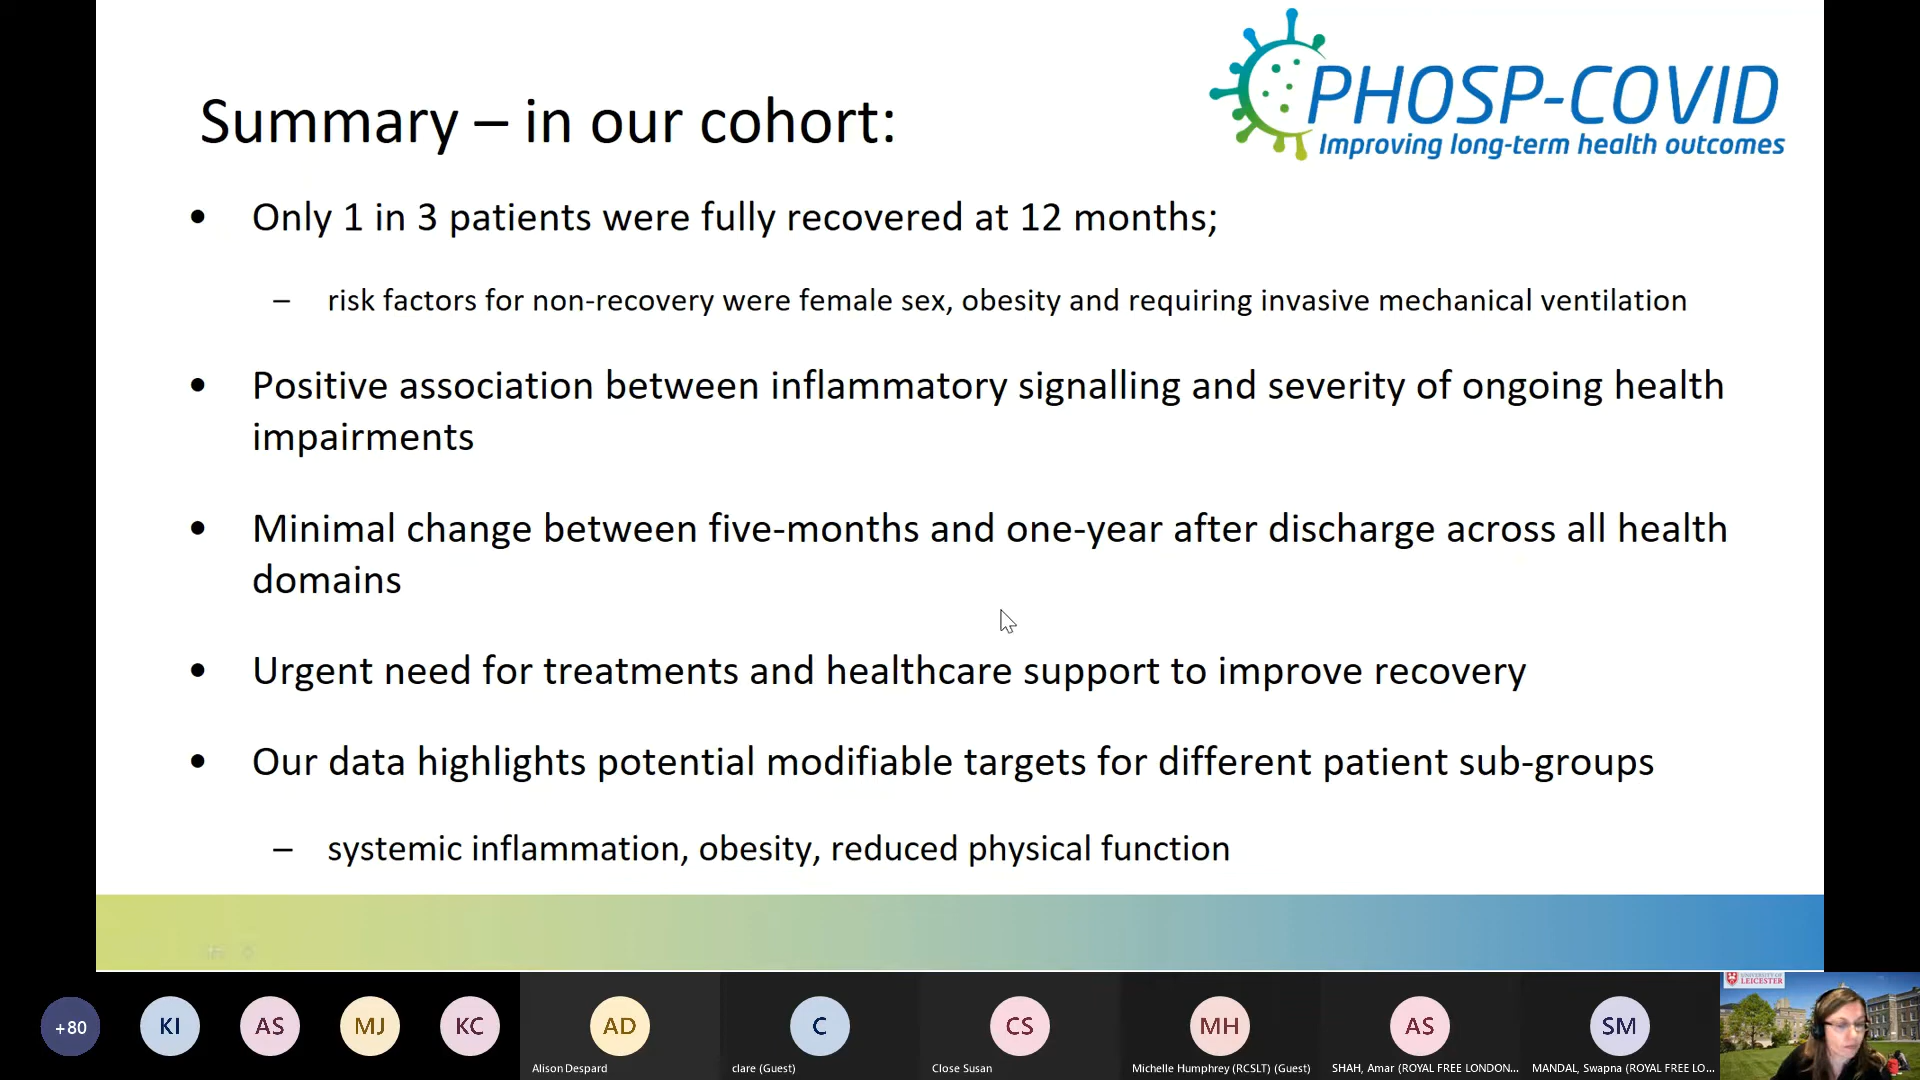 PHOSP-COVID
Improving long-term health outcomes
Summary – in our cohort:
• Only 1 in 3 patients were fully recovered at 12 months;
– risk factors for non-recovery were female sex, obesity and requiring invasive mechanical ventilation
• Positive association between inflammatory signalling and severity of ongoing health
impairments
• Minimal change between five-months and one-year after discharge across all health
domains
• Urgent need for treatments and healthcare support to improve recovery
• Our data highlights potential modifiable targets for different patient sub-groups
– systemic inflammation, obesity, reduced physical function
+80
KI
AS
MJ
KC
AD
Alison Despard
C
clare (Guest)
CS
Close Susan
MH
Michelle Humphrey (RCSLT) (Guest)
AS
SHAH, Amar (ROYAL FREE LONDON...
SM
MANDAL, Swapna (ROYAL FREE LO...
UNIVERSITY OF
LEICESTER